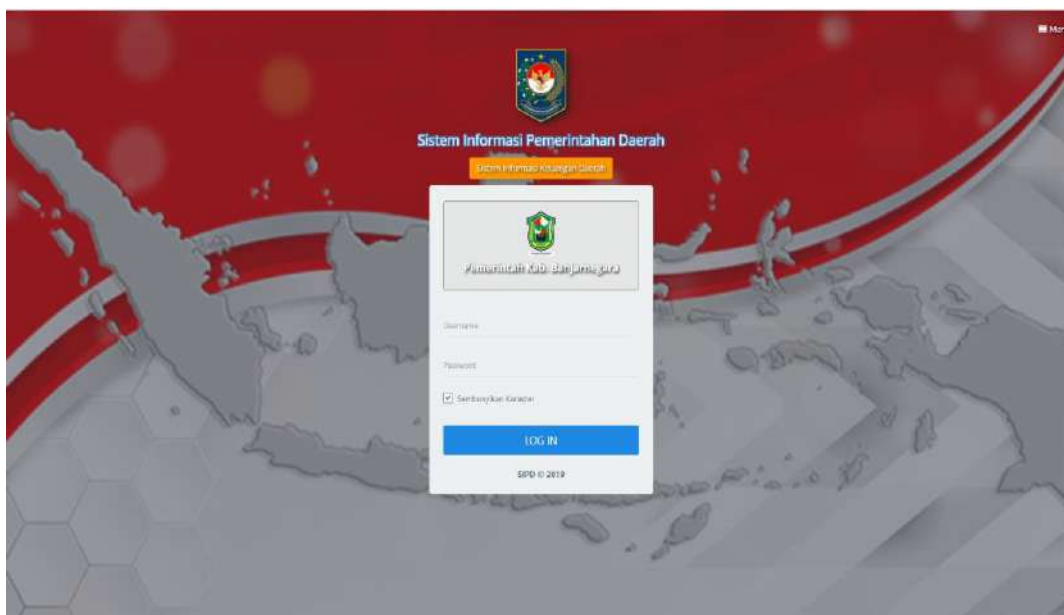 Men
Sistem Informasi Pemerintahan Daerah
Sistem Informasi Keuangan Daerah
Pemerintah Kab. Banjarnegara
Username
Password
Sembunyikan Karakter
LOG IN
SIPD © 2019